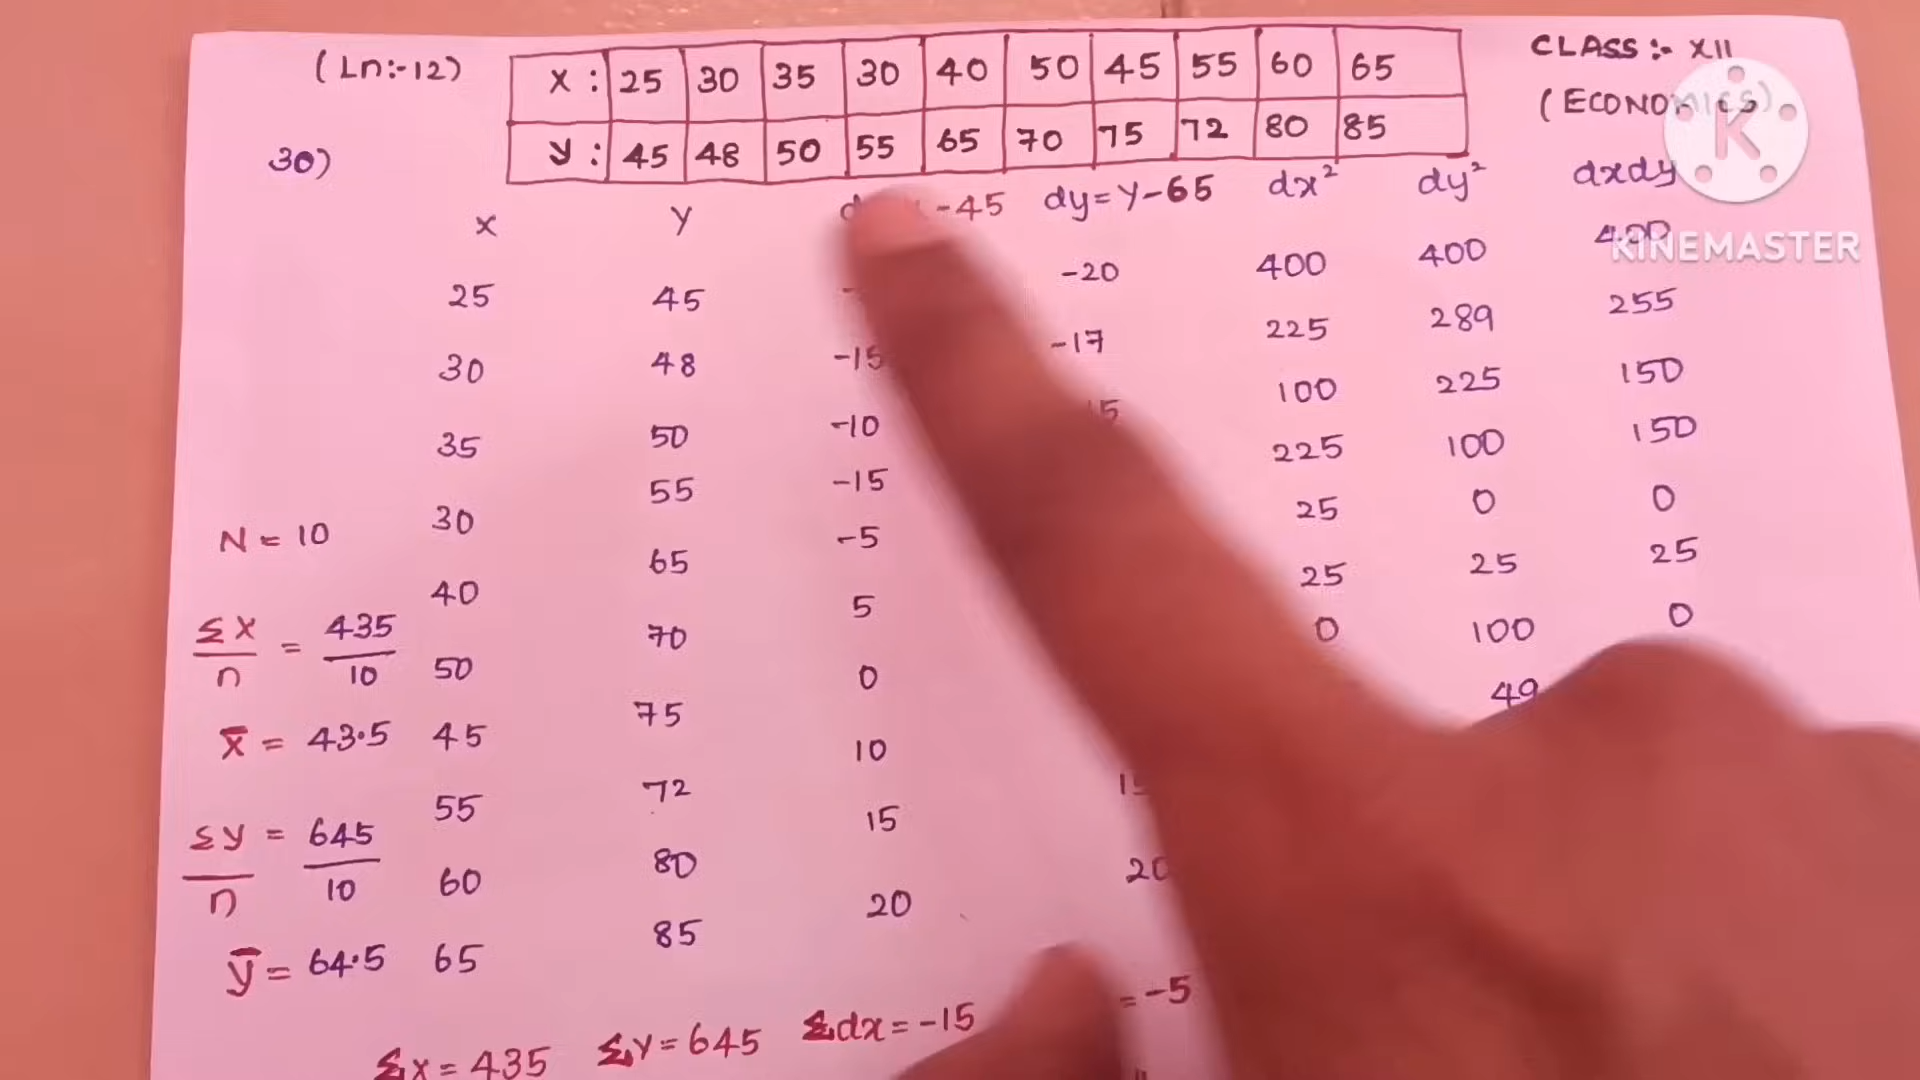 (Ln:-12)
X : 25 30 35 30 40 50 45 55 60 65
CLASS:- XII
(ECONOMICS)
30)
y : 45 48 50 55 65 70 75 72 80 85
K
KINEMASTER
x y -45 dy=Y-65 dx² dy² dxdy
25 45 -20 400 400 400
30 48 -15 -17 225 289 255
35 50 -10 100 225 150
30 55 -15 225 100 150
40 65 -5 25 0 0
50 70 5 25 25 25
45 75 0 0 100 0
55 72 10 49
60 80 15
65 85 20 20
N = 10
Σx/n = 435/10
x̄ = 43.5
Σy/n = 645/10
ȳ = 64.5
Σx = 435 ΣY = 645 Σdx = -15 = -5